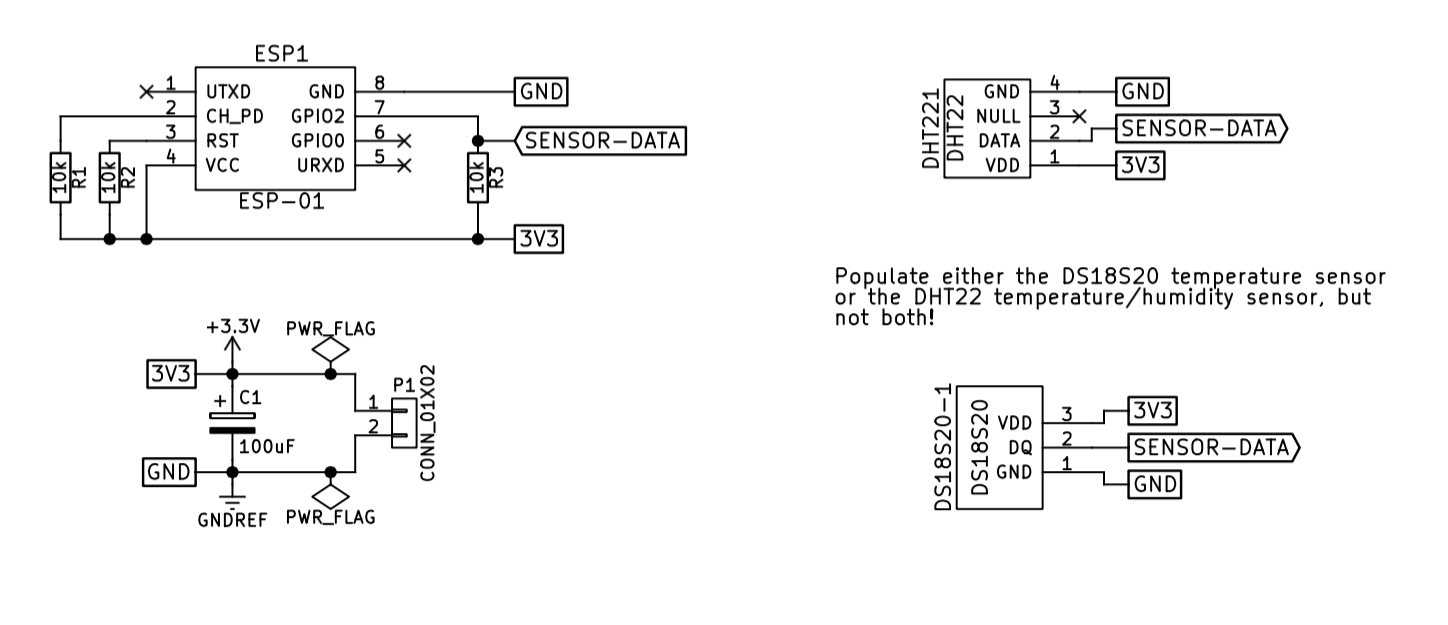 ESP1
1 UTXD GND 8 GND
2 CH_PD GPIO2 7
3 RST GPIO0 6 SENSOR-DATA
4 VCC URXD 5
10k R1 10k R2 10k R3
ESP-01
3V3
DHT221 DHT22
GND 4 GND
NULL 3
DATA 2 SENSOR-DATA
VDD 1 3V3
Populate either the DS18S20 temperature sensor
or the DHT22 temperature/humidity sensor, but
not both!
+3.3V PWR_FLAG
3V3
+ C1 P1
1
2
100uF CONN_01X02
GND
GNDREF PWR_FLAG
DS18S20-1 DS18S20
VDD 3 3V3
DQ 2 SENSOR-DATA
GND 1 GND